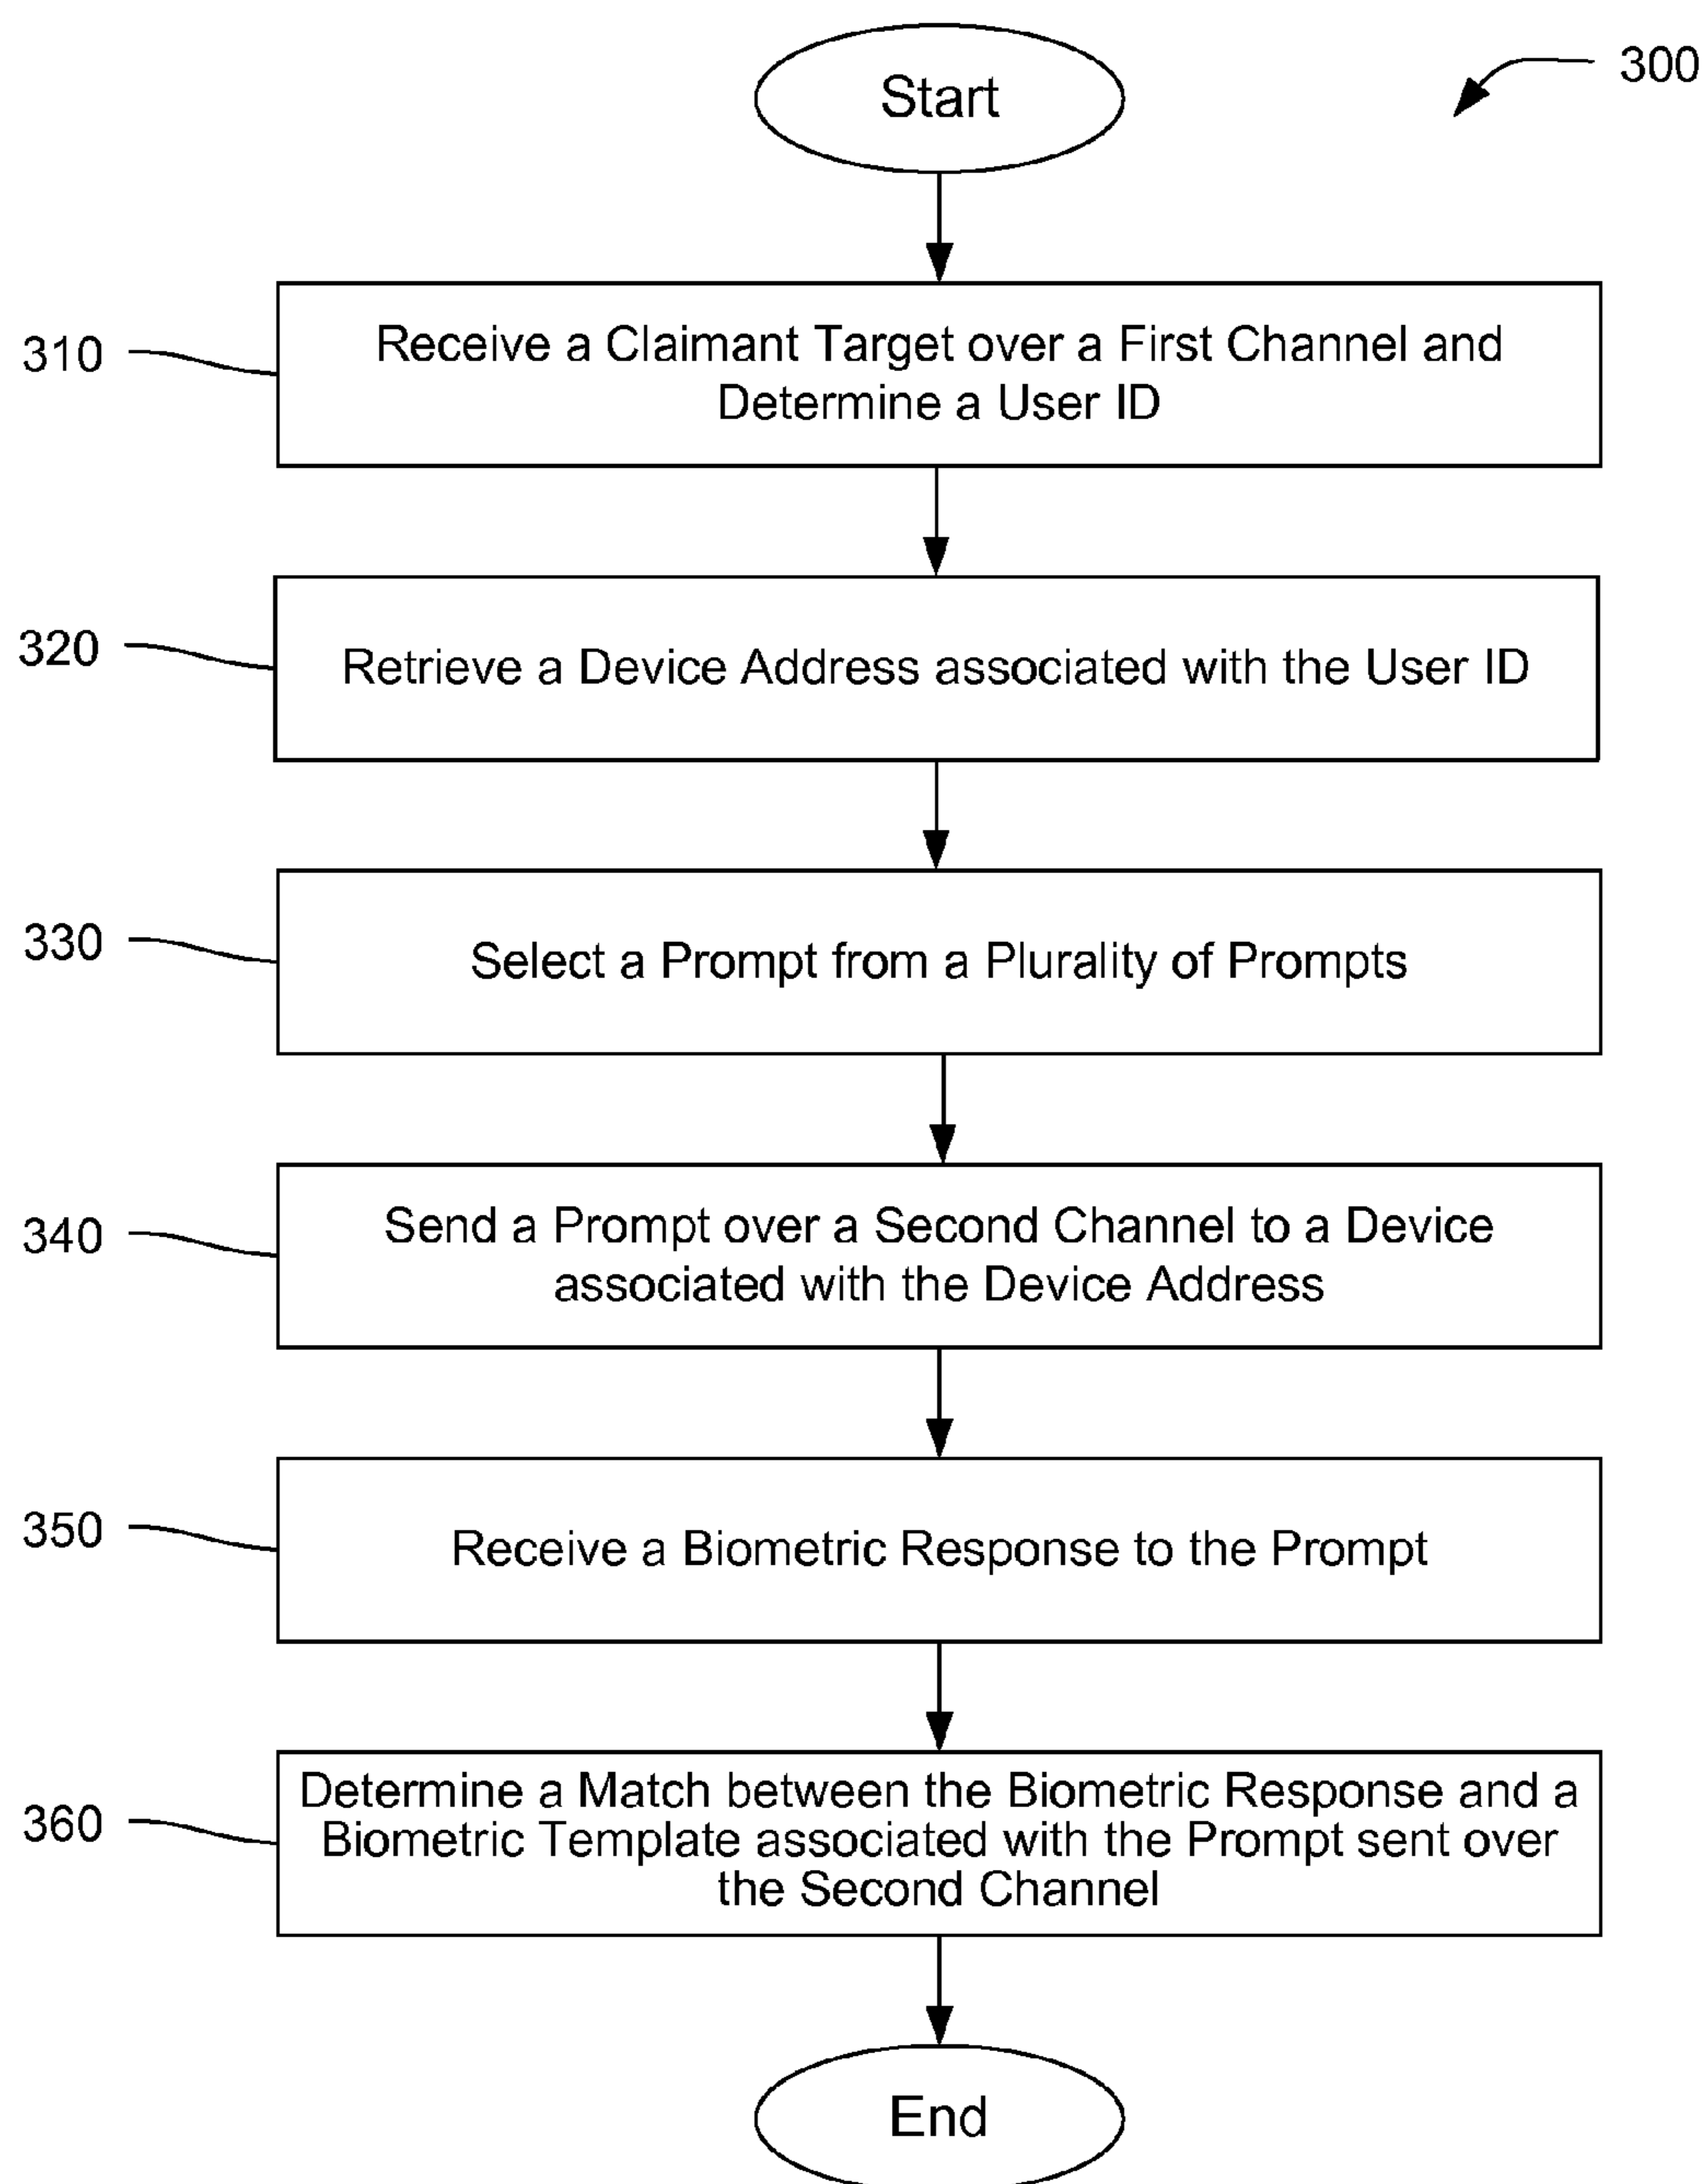 Start
300
310
Receive a Claimant Target over a First Channel and
Determine a User ID
320
Retrieve a Device Address associated with the User ID
330
Select a Prompt from a Plurality of Prompts
340
Send a Prompt over a Second Channel to a Device
associated with the Device Address
350
Receive a Biometric Response to the Prompt
360
Determine a Match between the Biometric Response and a
Biometric Template associated with the Prompt sent over
the Second Channel
End